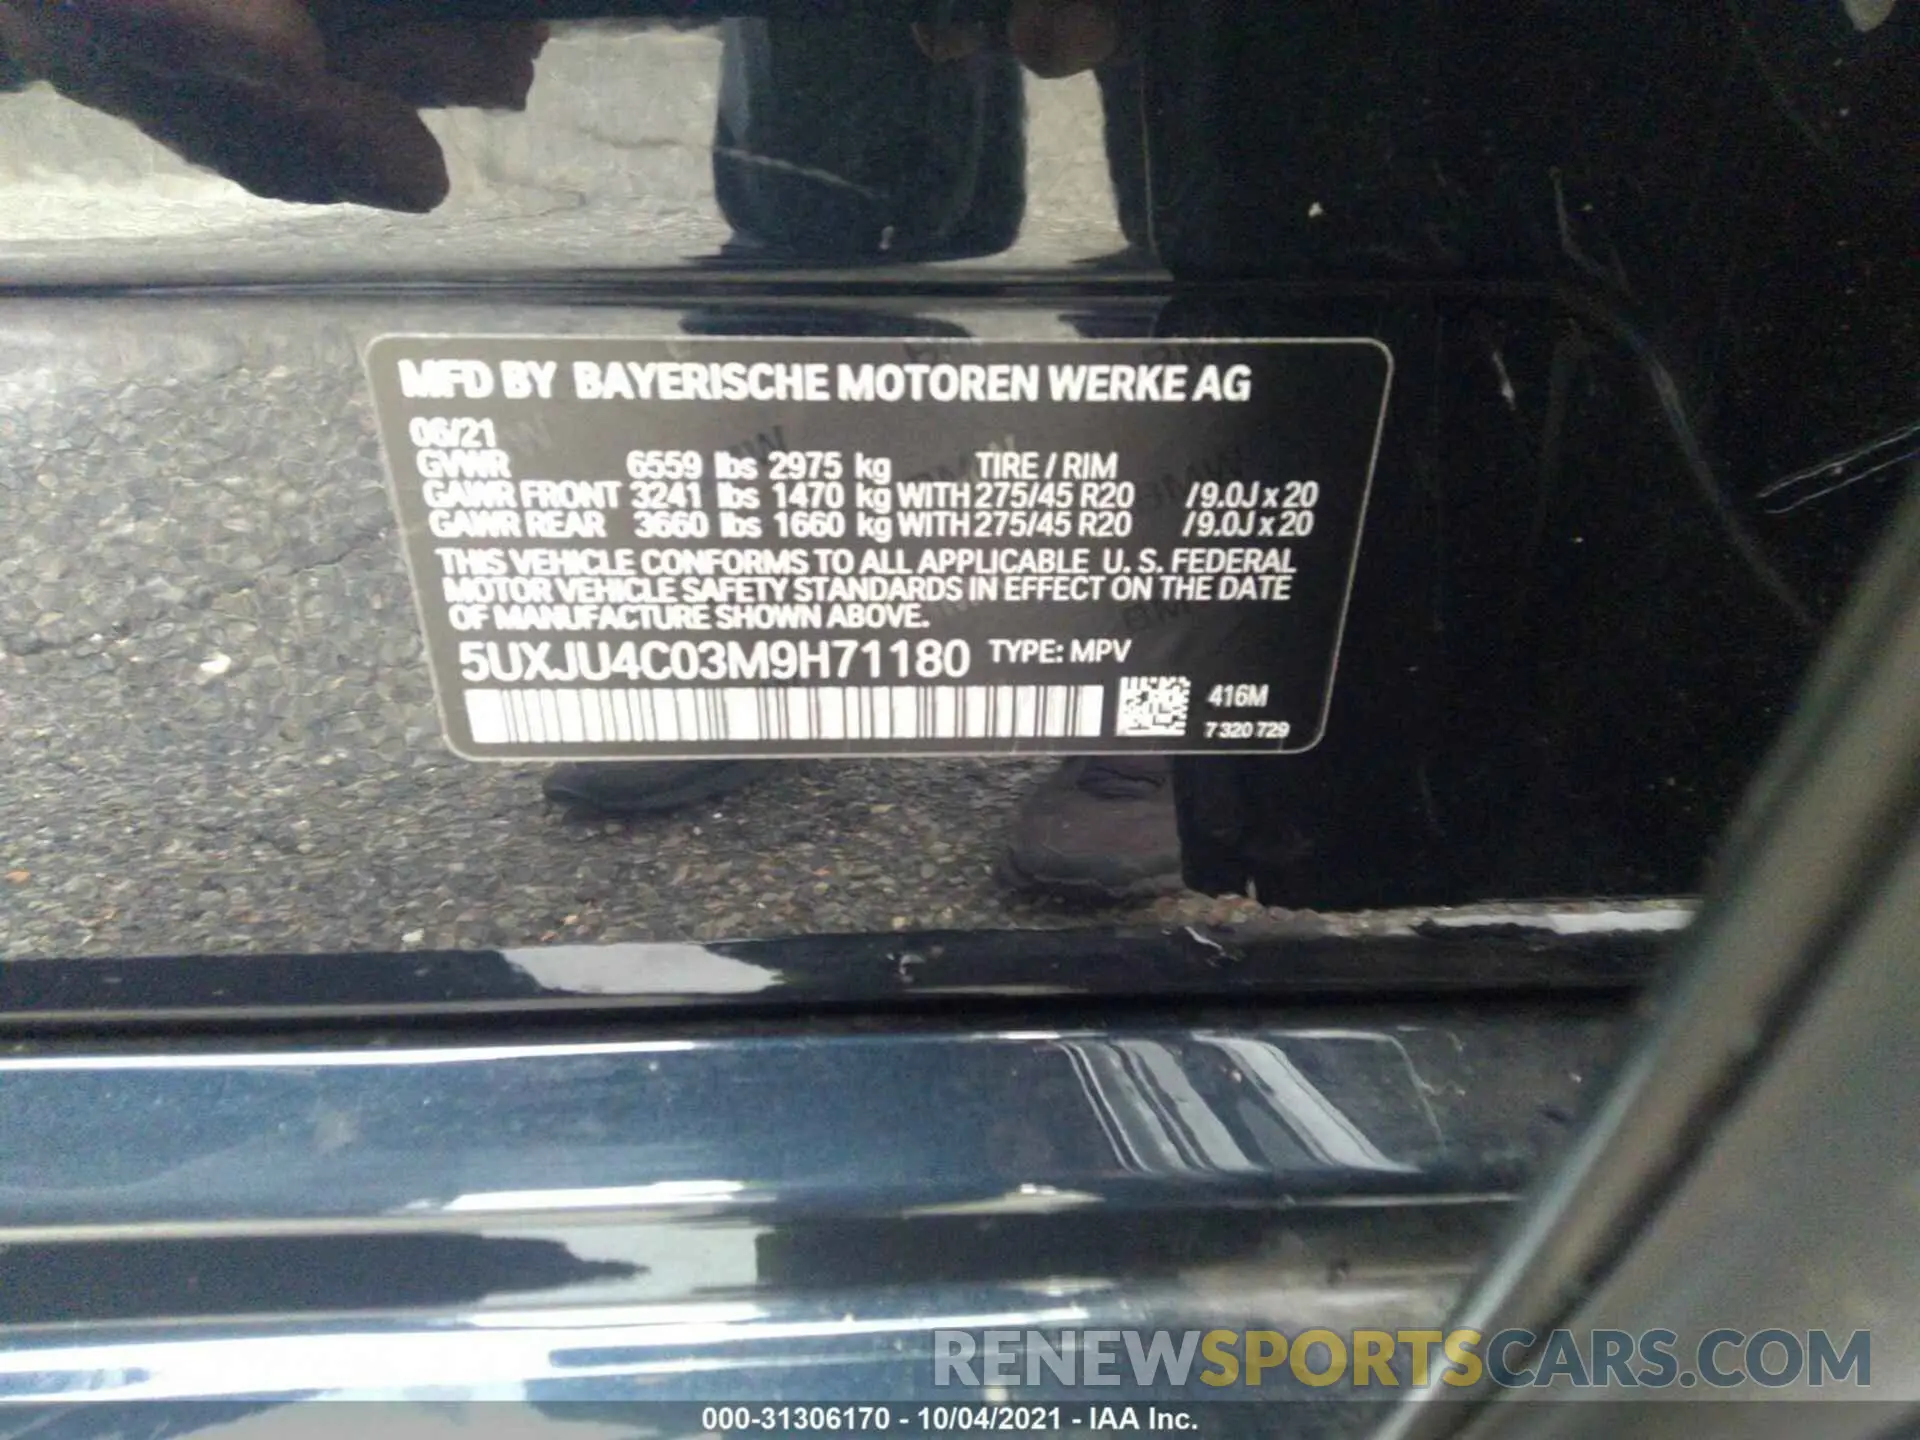 MFD BY BAYERISCHE MOTOREN WERKE AG
06/21
GVWR 6559 lbs 2975 kg TIRE / RIM
GAWR FRONT 3241 lbs 1470 kg WITH 275/45 R20 /9.0J x 20
GAWR REAR 3660 lbs 1660 kg WITH 275/45 R20 /9.0J x 20
THIS VEHICLE CONFORMS TO ALL APPLICABLE U. S. FEDERAL
MOTOR VEHICLE SAFETY STANDARDS IN EFFECT ON THE DATE
OF MANUFACTURE SHOWN ABOVE.
5UXJU4C03M9H71180 TYPE: MPV
416M
7 320 729
RENEWSPORTSCARS.COM
000-31306170 - 10/04/2021 - IAA Inc.